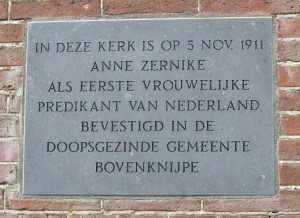 IN DEZE KERK IS OP 5 NOV. 1911
ANNE ZERNIKE
ALS EERSTE VROUWELIJKE
PREDIKANT VAN NEDERLAND
BEVESTIGD IN DE
DOOPSGEZINDE GEMEENTE
BOVENKNIJPE